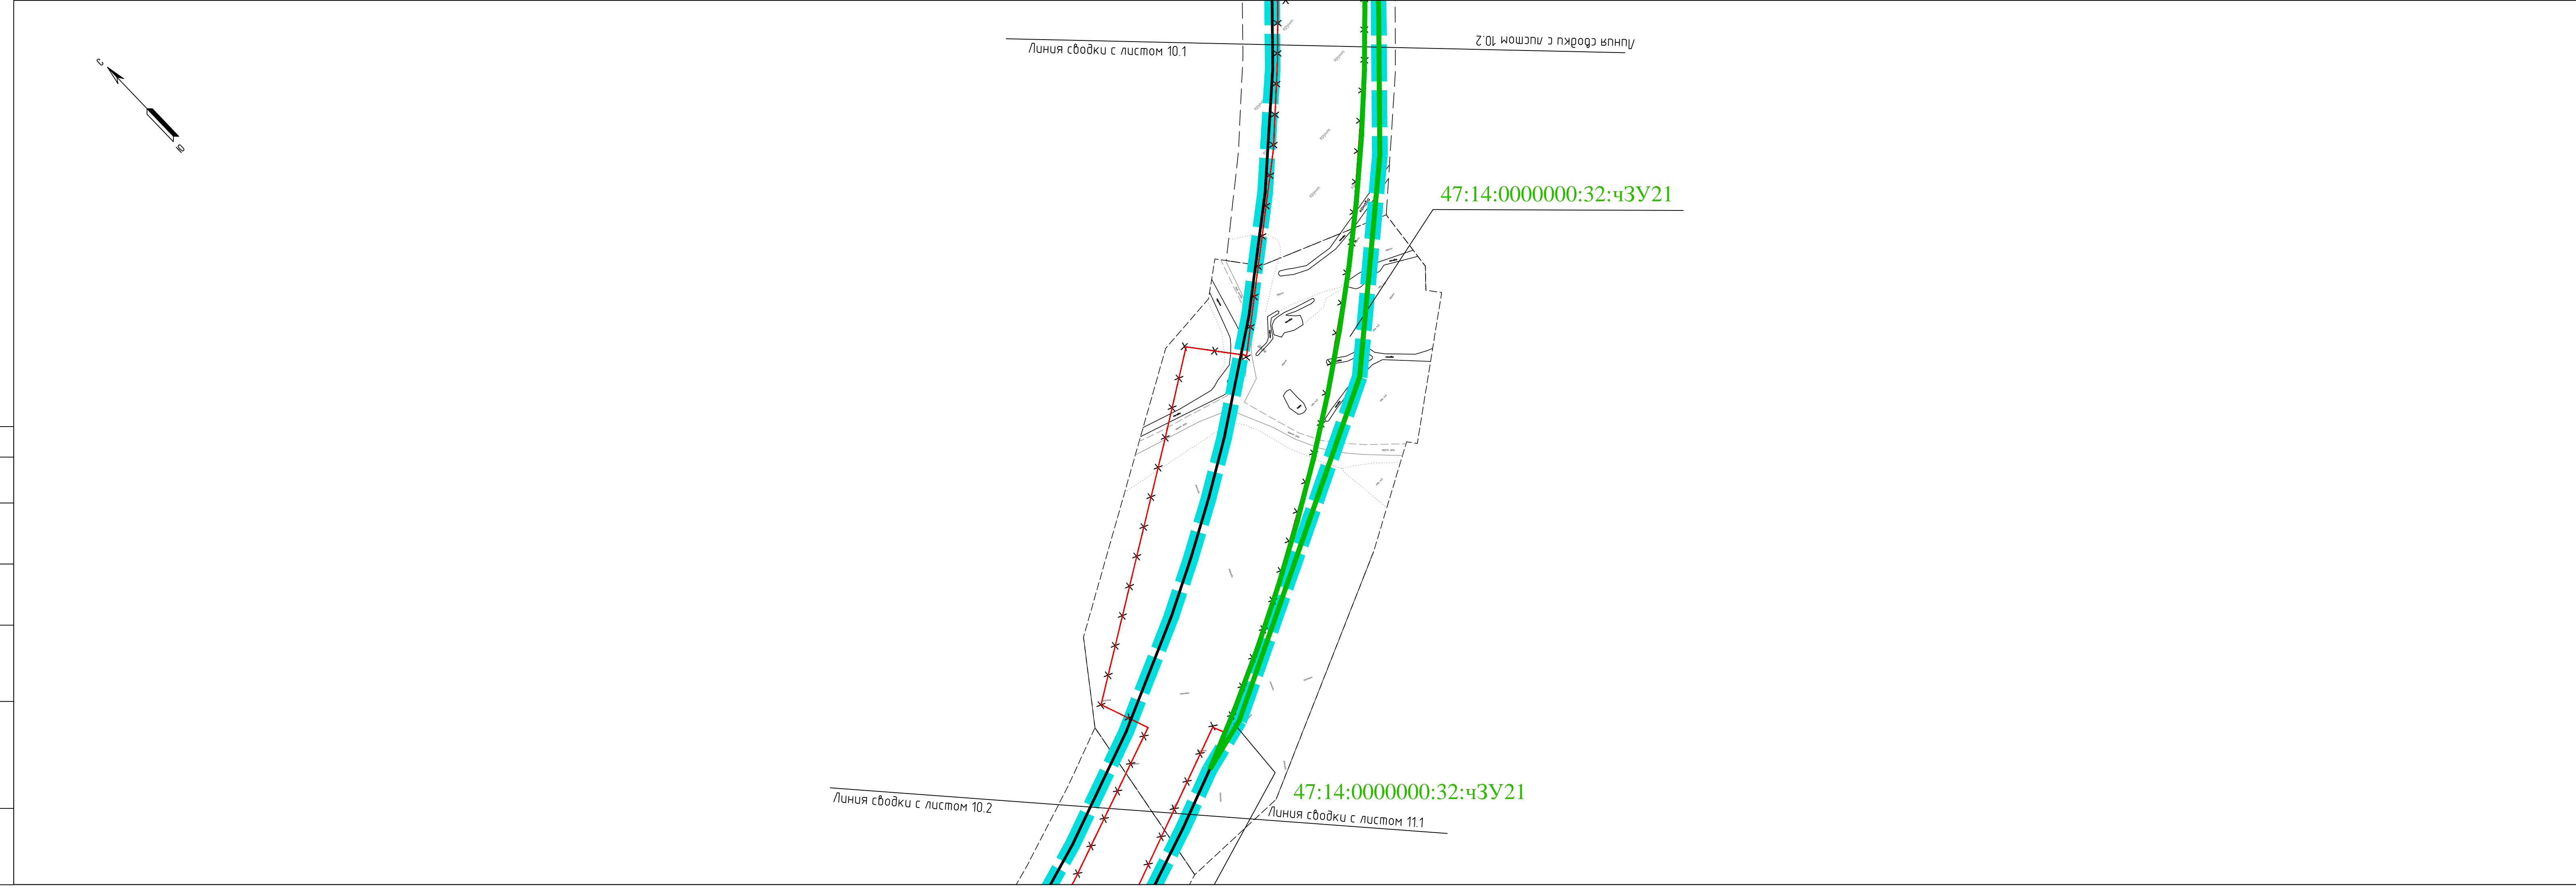 Линия сводки с листом 10.1
Линия сводки с листом 10.2
С
Ю
47:14:0000000:32:чЗУ21
47:14:0000000:32:чЗУ21
Линия сводки с листом 10.2
Линия сводки с листом 11.1